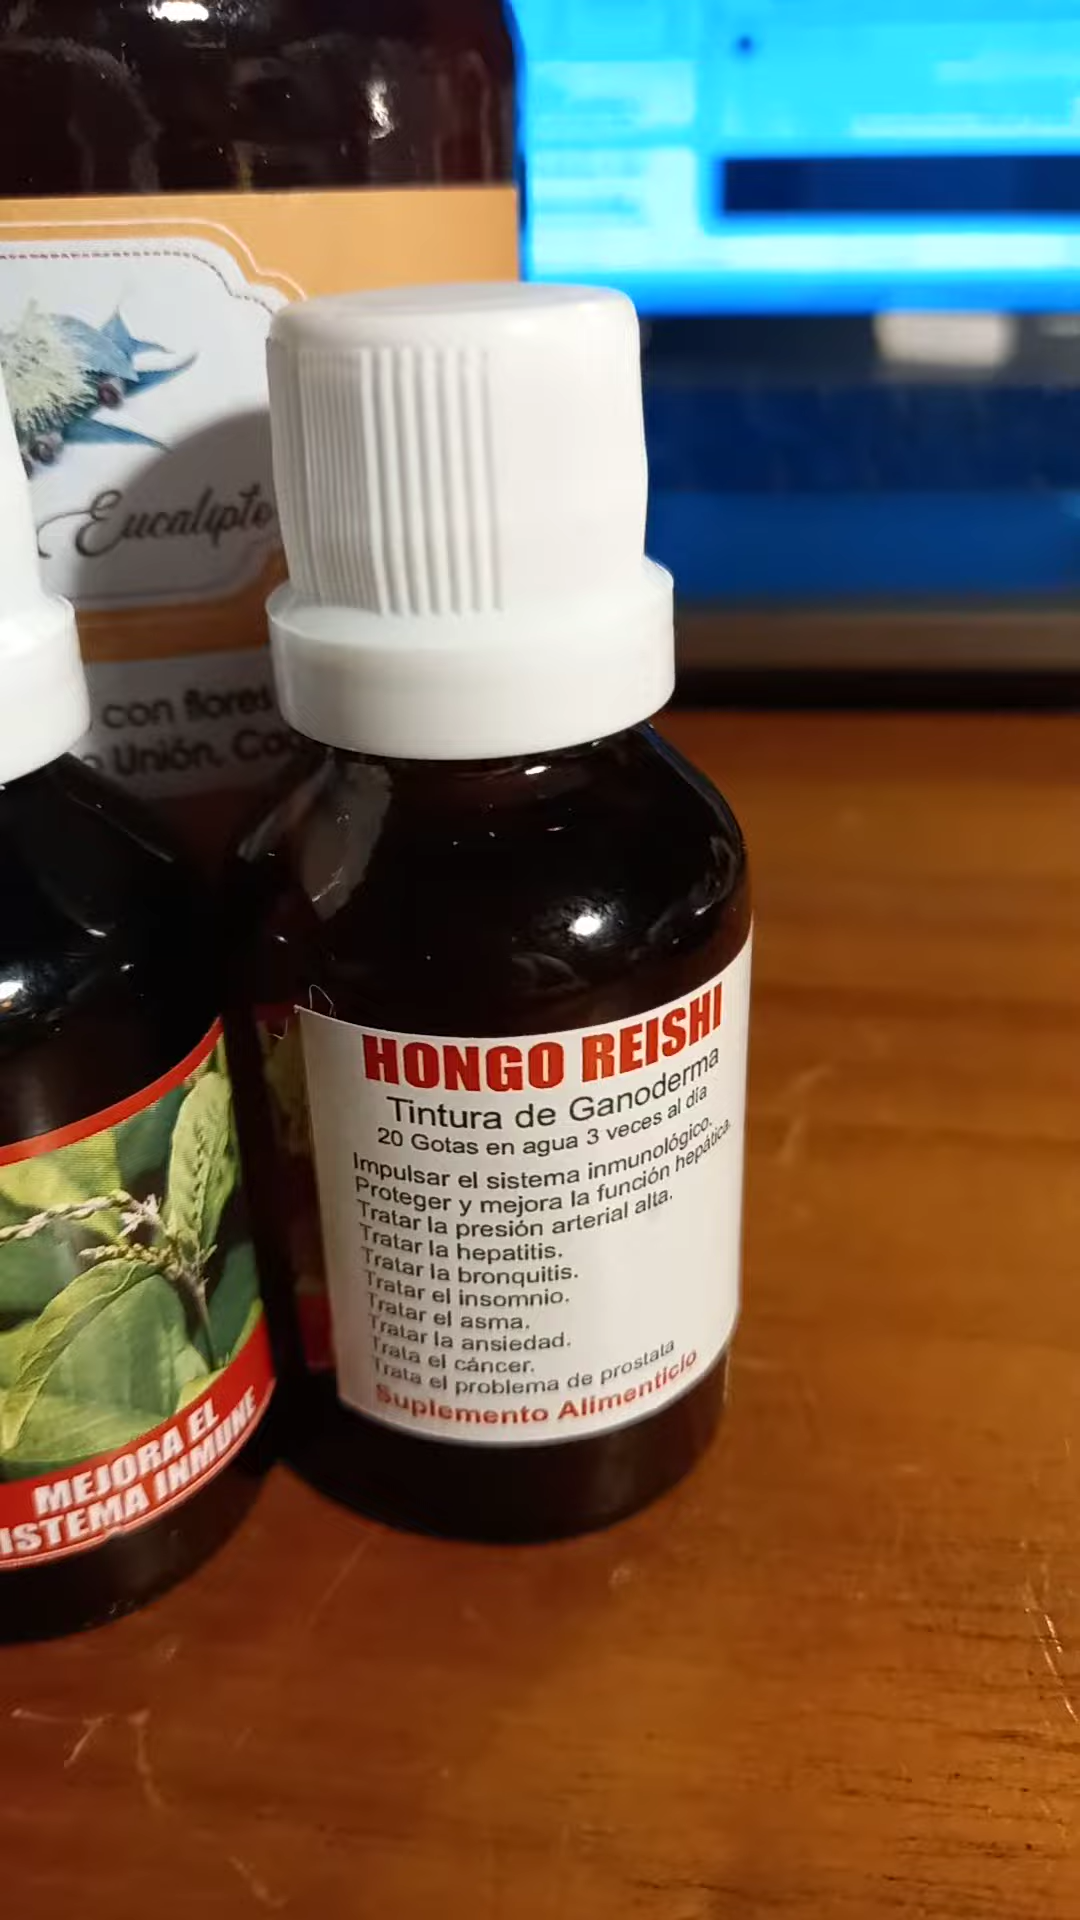 Eucalipto
con flores
Unión,
HONGO REISHI
Tintura de Ganoderma
20 Gotas en agua 3 veces al día
Impulsar el sistema inmunológico.
Proteger y mejora la función hepática.
Tratar la presión arterial alta.
Tratar la hepatitis.
Tratar la bronquitis.
Tratar el insomnio.
Tratar el asma.
Tratar la ansiedad.
Trata el cáncer.
Trata el problema de prostata
Suplemento Alimenticio
MEJORA EL
ISTEMA INMUNE